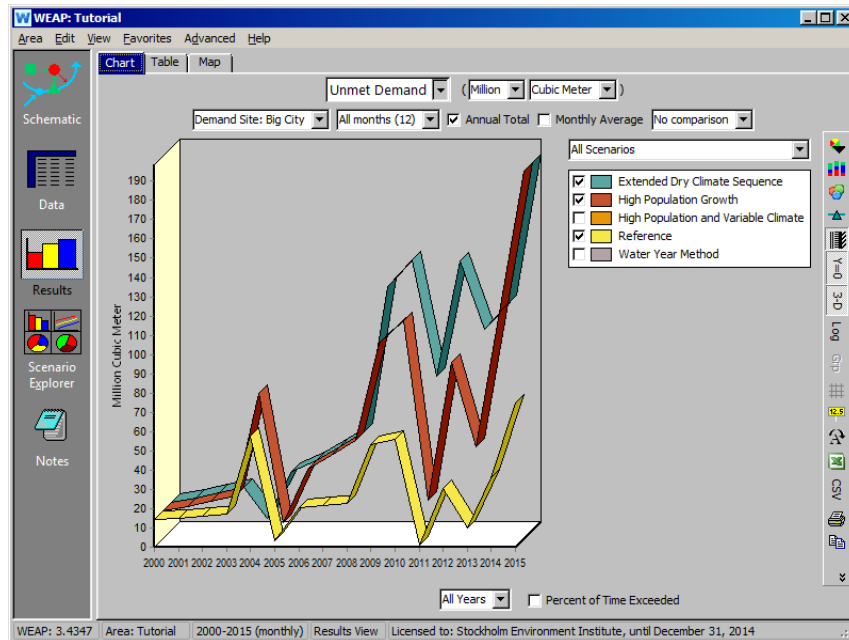 WEAP: Tutorial
Area Edit View Favorites Advanced Help
Chart Table Map
Unmet Demand ( Million Cubic Meter )
Demand Site: Big City All months (12) Annual Total Monthly Average No comparison
All Scenarios
Extended Dry Climate Sequence
High Population Growth
High Population and Variable Climate
Reference
Water Year Method
Schematic
Data
Results
Scenario
Explorer
Notes
Million Cubic Meter
190
180
170
160
150
140
130
120
110
100
90
80
70
60
50
40
30
20
10
0
2000 2001 2002 2003 2004 2005 2006 2007 2008 2009 2010 2011 2012 2013 2014 2015
Y=0
3-D
Log
Grp
12.5
A
CSV
All Years Percent of Time Exceeded
WEAP: 3.4347 Area: Tutorial 2000-2015 (monthly) Results View Licensed to: Stockholm Environment Institute, until December 31, 2014